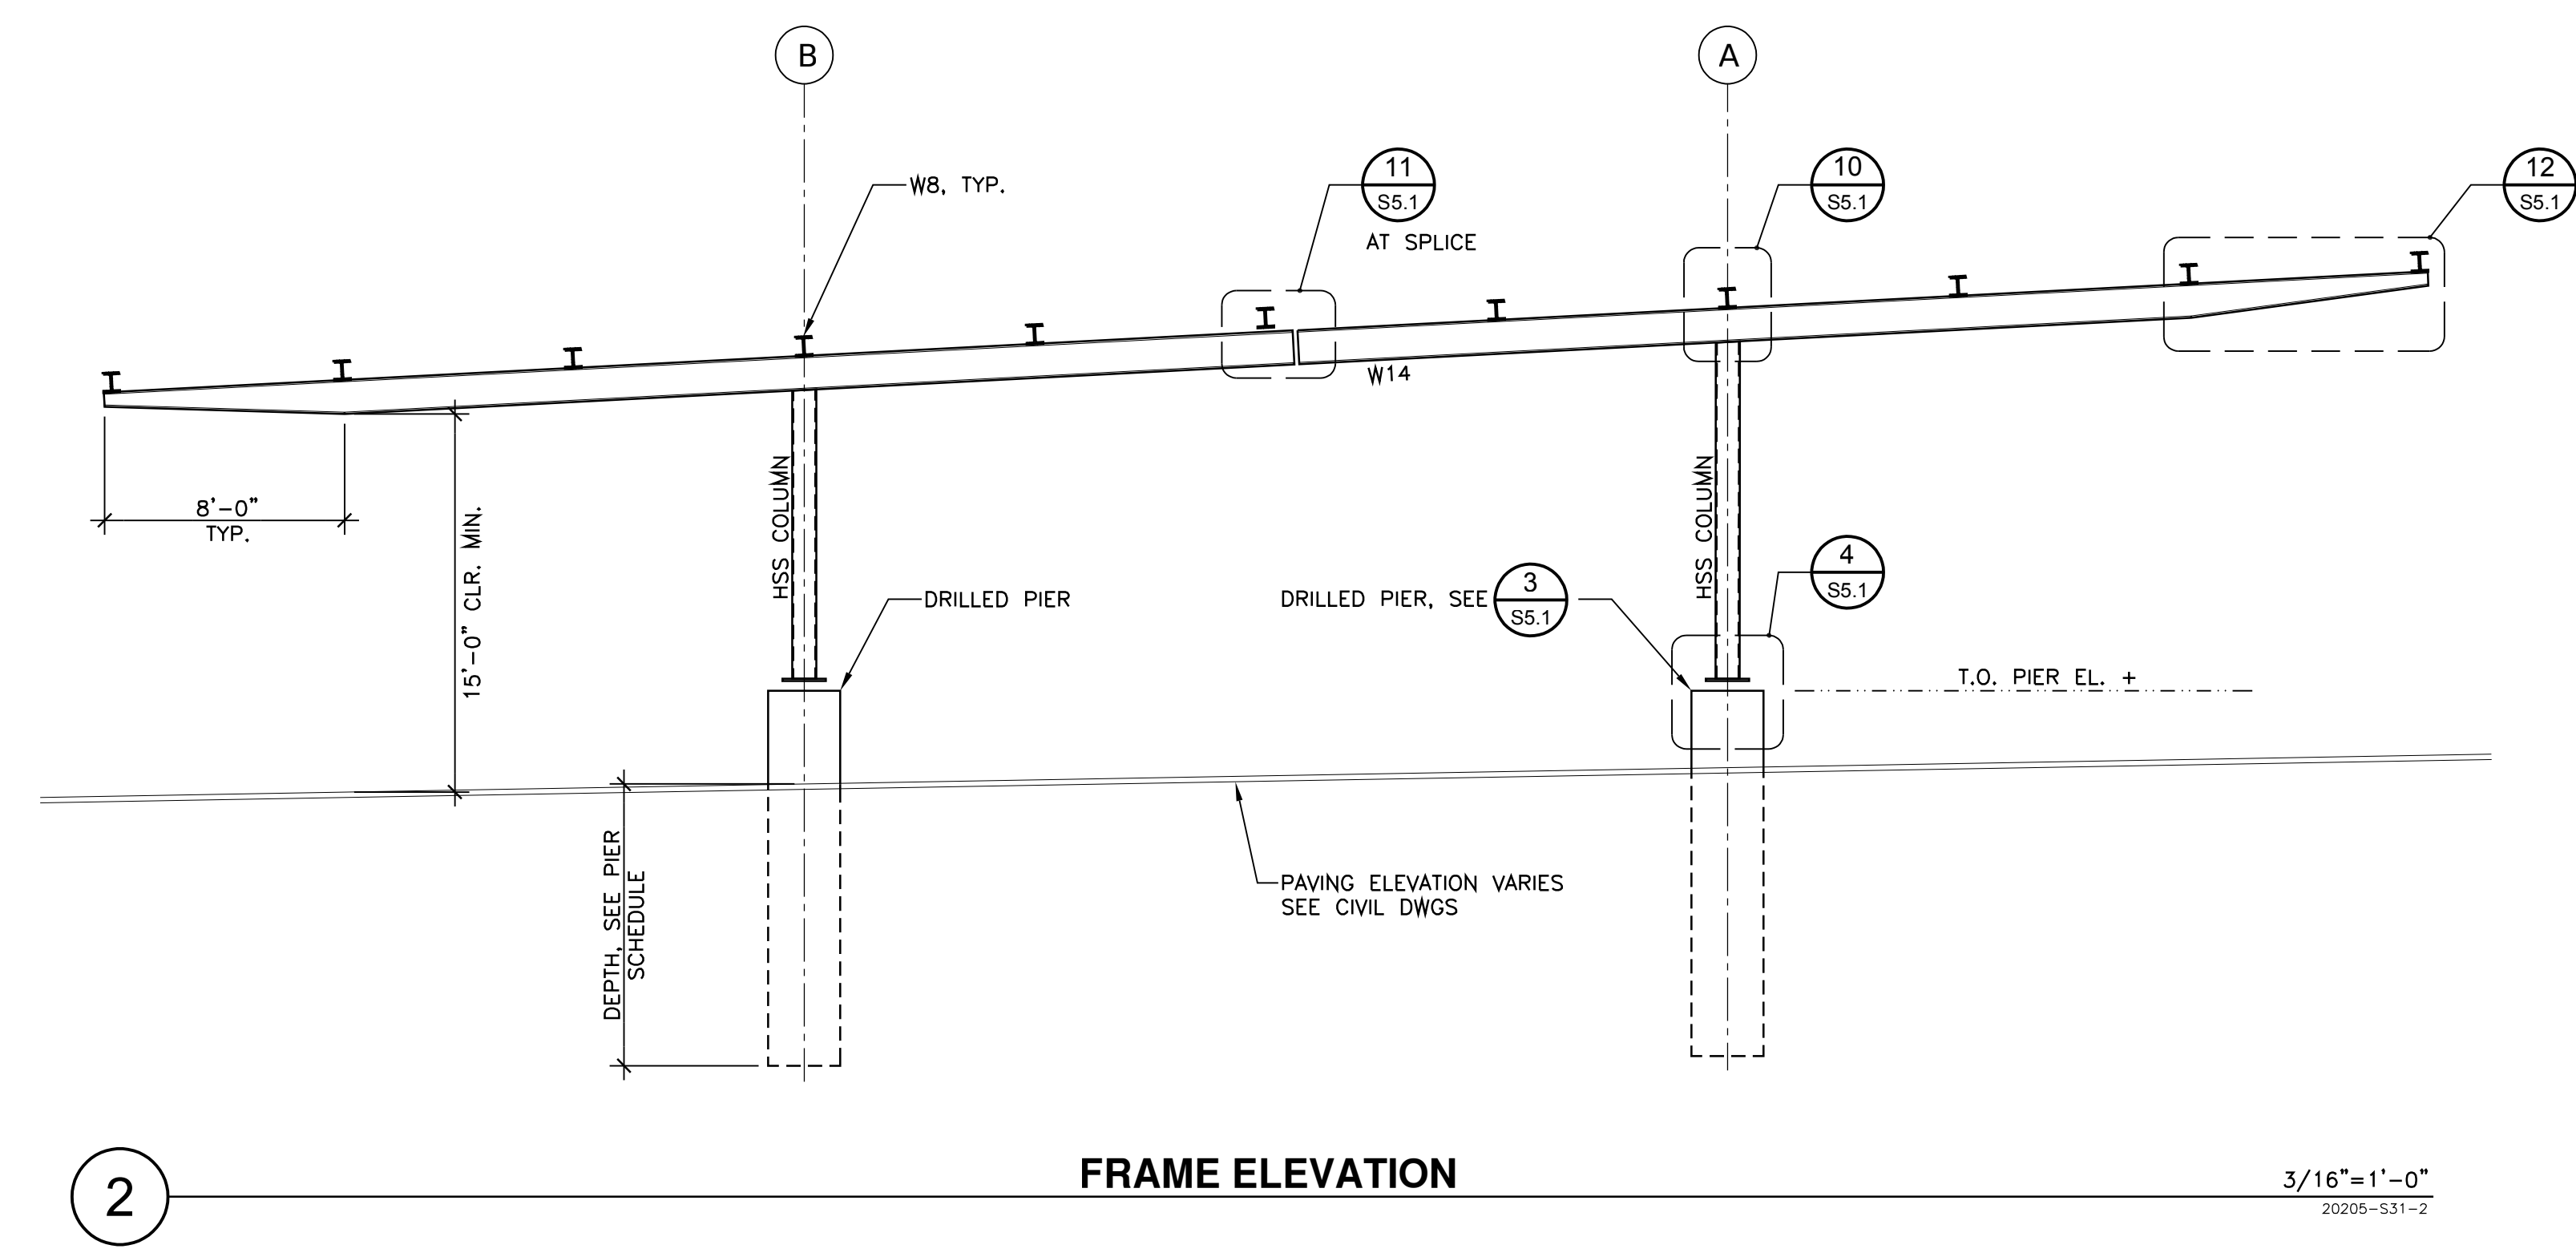 B
A
W8, TYP.
11
S5.1
AT SPLICE
10
S5.1
12
S5.1
W14
8'-0"
TYP.
15'-0" CLR. MIN.
HSS COLUMN
HSS COLUMN
DRILLED PIER
DRILLED PIER, SEE
3
S5.1
4
S5.1
T.O. PIER EL. +
DEPTH, SEE PIER
SCHEDULE
PAVING ELEVATION VARIES
SEE CIVIL DWGS
2
FRAME ELEVATION
3/16"=1'-0"
20205-S31-2